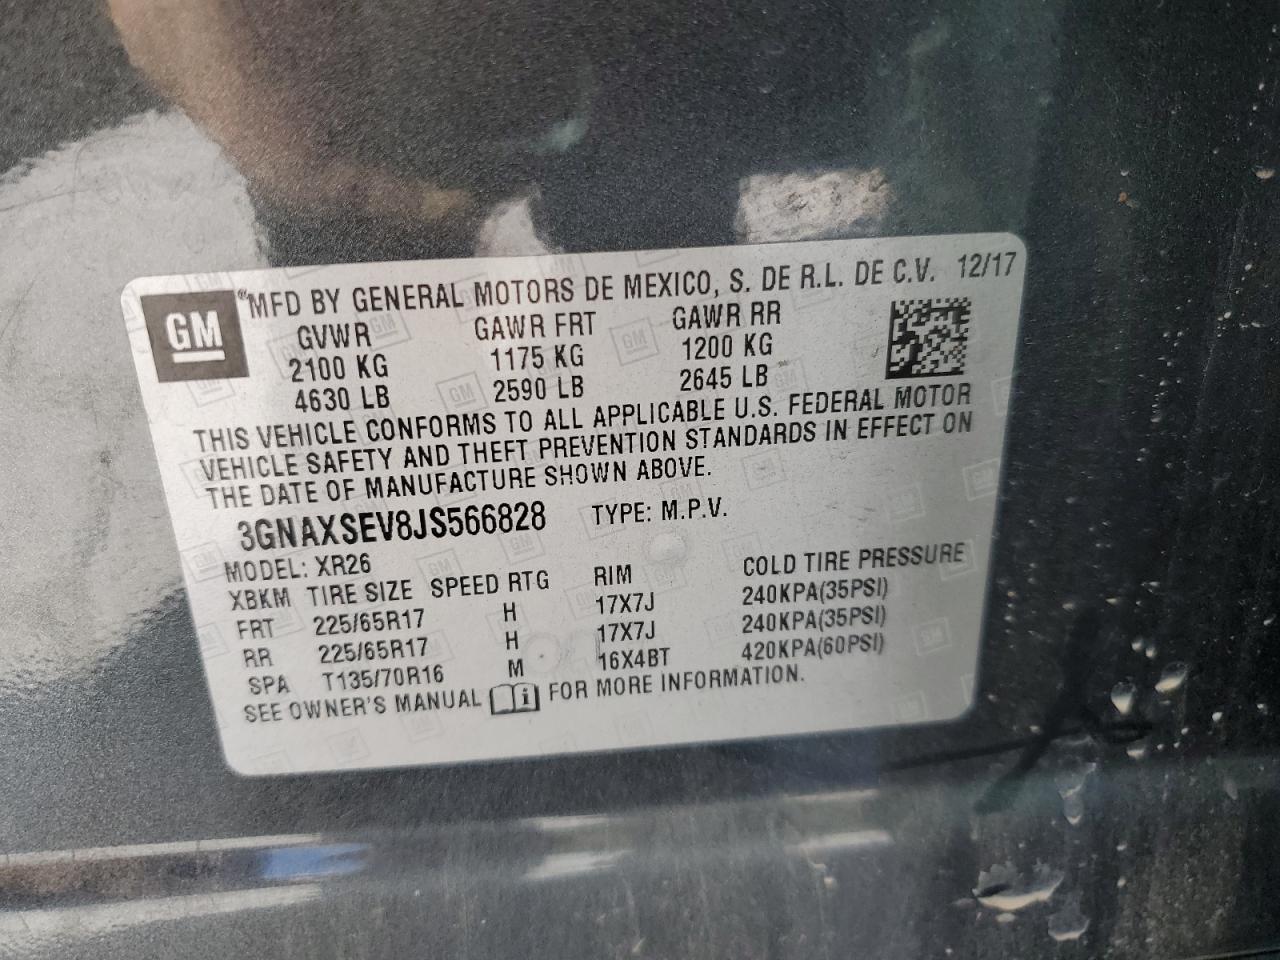 GM
MFD BY GENERAL MOTORS DE MEXICO, S. DE R.L. DE C.V. 12/17
GVWR GAWR FRT GAWR RR
2100 KG 1175 KG 1200 KG
4630 LB 2590 LB 2645 LB
THIS VEHICLE CONFORMS TO ALL APPLICABLE U.S. FEDERAL MOTOR
VEHICLE SAFETY AND THEFT PREVENTION STANDARDS IN EFFECT ON
THE DATE OF MANUFACTURE SHOWN ABOVE.
3GNAXSEV8JS566828 TYPE: M.P.V.
MODEL: XR26
XBKM TIRE SIZE SPEED RTG RIM COLD TIRE PRESSURE
FRT 225/65R17 H 17X7J 240KPA(35PSI)
RR 225/65R17 H 17X7J 240KPA(35PSI)
SPA T135/70R16 M 16X4BT 420KPA(60PSI)
SEE OWNER'S MANUAL FOR MORE INFORMATION.